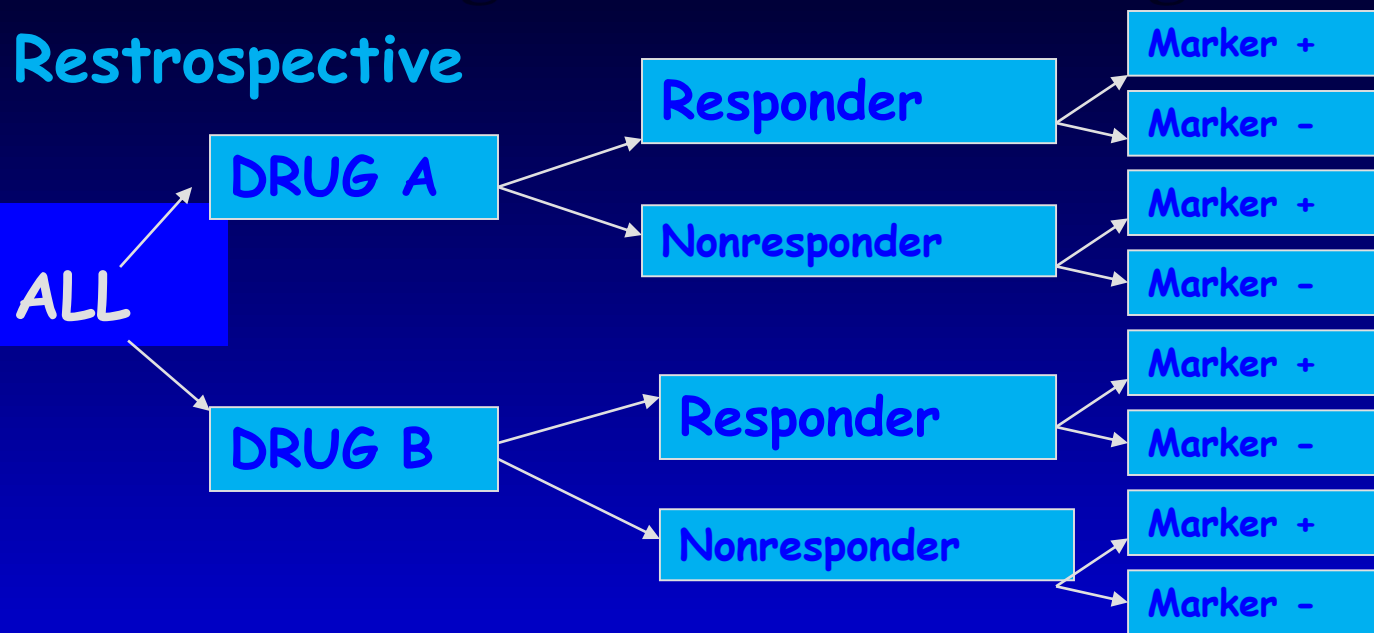 Restrospective
ALL
DRUG A
Responder
Marker +
Marker -
Nonresponder
Marker +
Marker -
DRUG B
Responder
Marker +
Marker -
Nonresponder
Marker +
Marker -